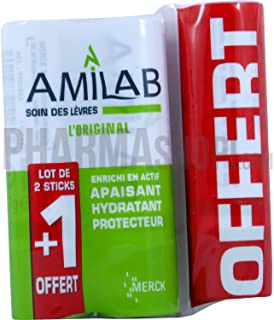 AMILAB
SOIN DES LÈVRES
L'ORIGINAL
LOT DE
2 STICKS
+1
OFFERT
ENRICHI EN ACTIF
APAISANT
HYDRATANT
PROTECTEUR
MERCK
OFFERT